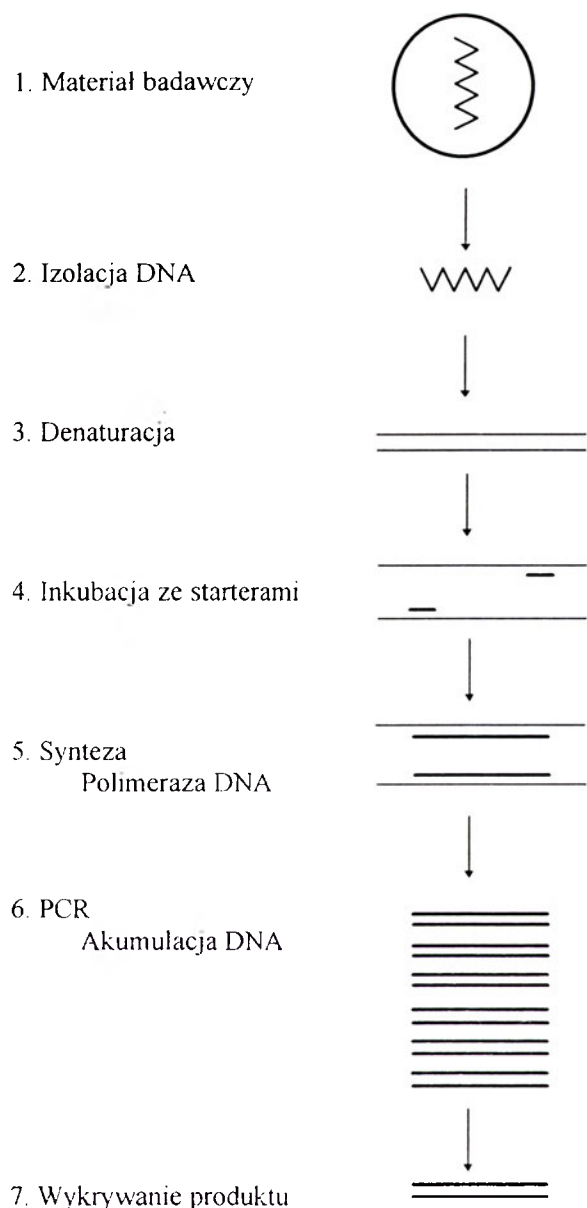 1. Materiał badawczy
2. Izolacja DNA
3. Denaturacja
4. Inkubacja ze starterami
5. Synteza
Polimeraza DNA
6. PCR
Akumulacja DNA
7. Wykrywanie produktu